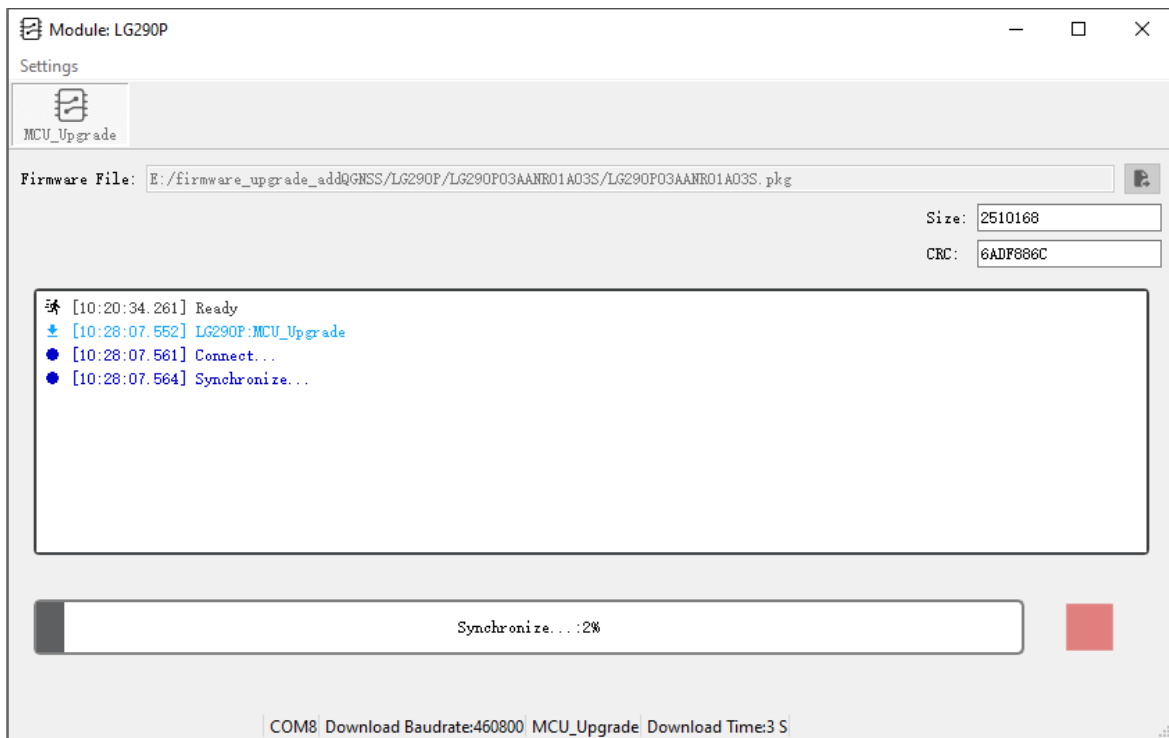 Module: LG290P
Settings
MCU_Upgrade
Firmware File: E:/firmware_upgrade_addQGNSS/LG290P/LG290P03AANR01A03S/LG290P03AANR01A03S.pkg
Size: 2510168
CRC: 6ADF886C
[10:20:34.261] Ready
[10:28:07.552] LG290P:MCU_Upgrade
[10:28:07.561] Connect...
[10:28:07.564] Synchronize...
Synchronize...:2%
COM8 Download Baudrate:460800 MCU_Upgrade Download Time:3 S